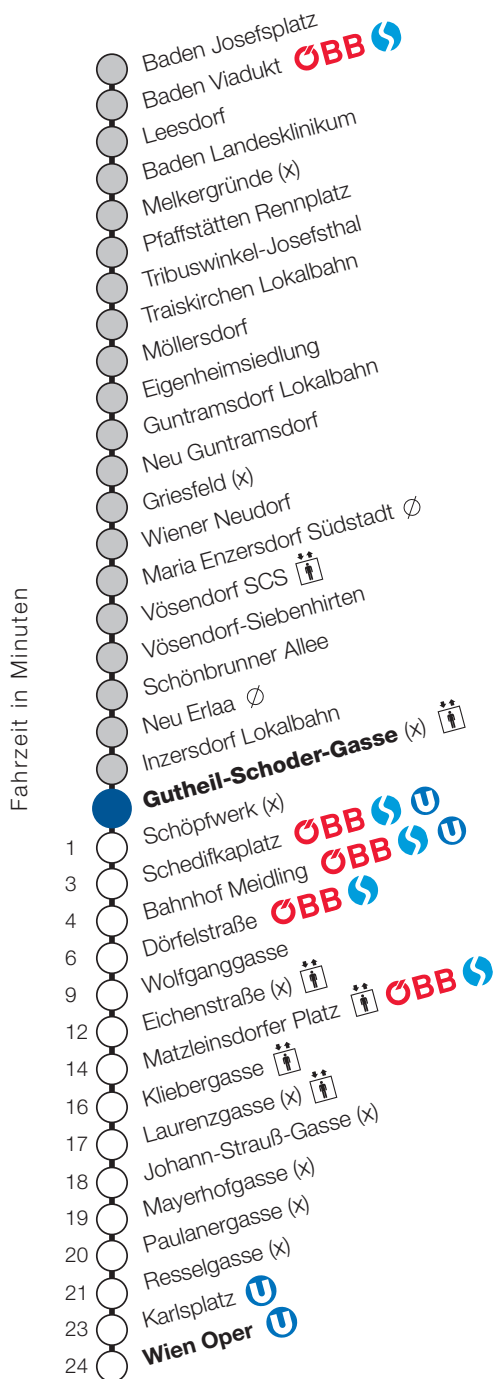 Baden Josefsplatz
Baden Viadukt ÖBB
Leesdorf
Baden Landesklinikum
Melkergründe (x)
Pfaffstätten Rennplatz
Tribuswinkel-Josefsthal
Traiskirchen Lokalbahn
Möllersdorf
Eigenheimsiedlung
Guntramsdorf Lokalbahn
Neu Guntramsdorf
Griesfeld (x)
Wiener Neudorf
Maria Enzersdorf Südstadt ∅
Vösendorf SCS
Vösendorf-Siebenhirten
Schönbrunner Allee
Neu Erlaa ∅
Inzersdorf Lokalbahn
Gutheil-Schoder-Gasse (x)
1 Schöpfwerk (x)
3 Schedifkaplatz ÖBB U
4 Bahnhof Meidling ÖBB U
6 Dörfelstraße ÖBB
9 Wolfganggasse
12 Eichenstraße (x)
14 Matzleinsdorfer Platz ÖBB
16 Kliebergasse
17 Laurenzgasse (x)
18 Johann-Strauß-Gasse (x)
19 Mayerhofgasse (x)
20 Paulanergasse (x)
21 Resselgasse (x)
23 Karlsplatz U
24 Wien Oper U
Fahrzeit in Minuten